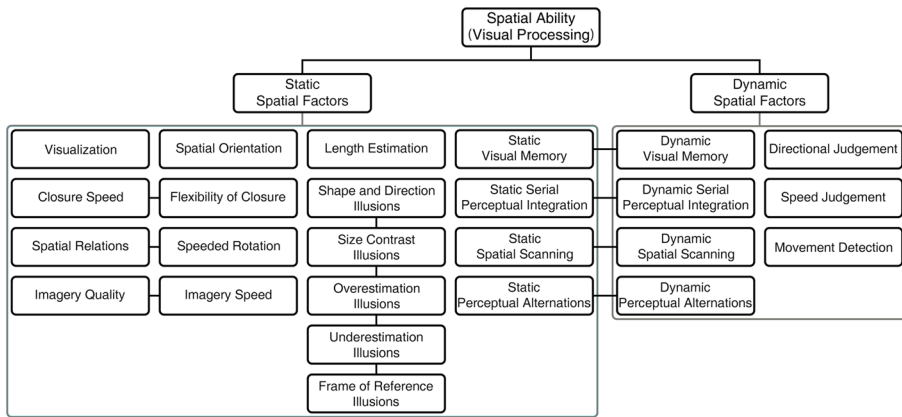 Spatial Ability
(Visual Processing)
Static
Spatial Factors
Dynamic
Spatial Factors
Visualization
Spatial Orientation
Length Estimation
Static
Visual Memory
Dynamic
Visual Memory
Directional Judgement
Closure Speed
Flexibility of Closure
Shape and Direction
Illusions
Static Serial
Perceptual Integration
Dynamic Serial
Perceptual Integration
Speed Judgement
Spatial Relations
Speeded Rotation
Size Contrast
Illusions
Static
Spatial Scanning
Dynamic
Spatial Scanning
Movement Detection
Imagery Quality
Imagery Speed
Overestimation
Illusions
Static
Perceptual Alternations
Dynamic
Perceptual Alternations
Underestimation
Illusions
Frame of Reference
Illusions